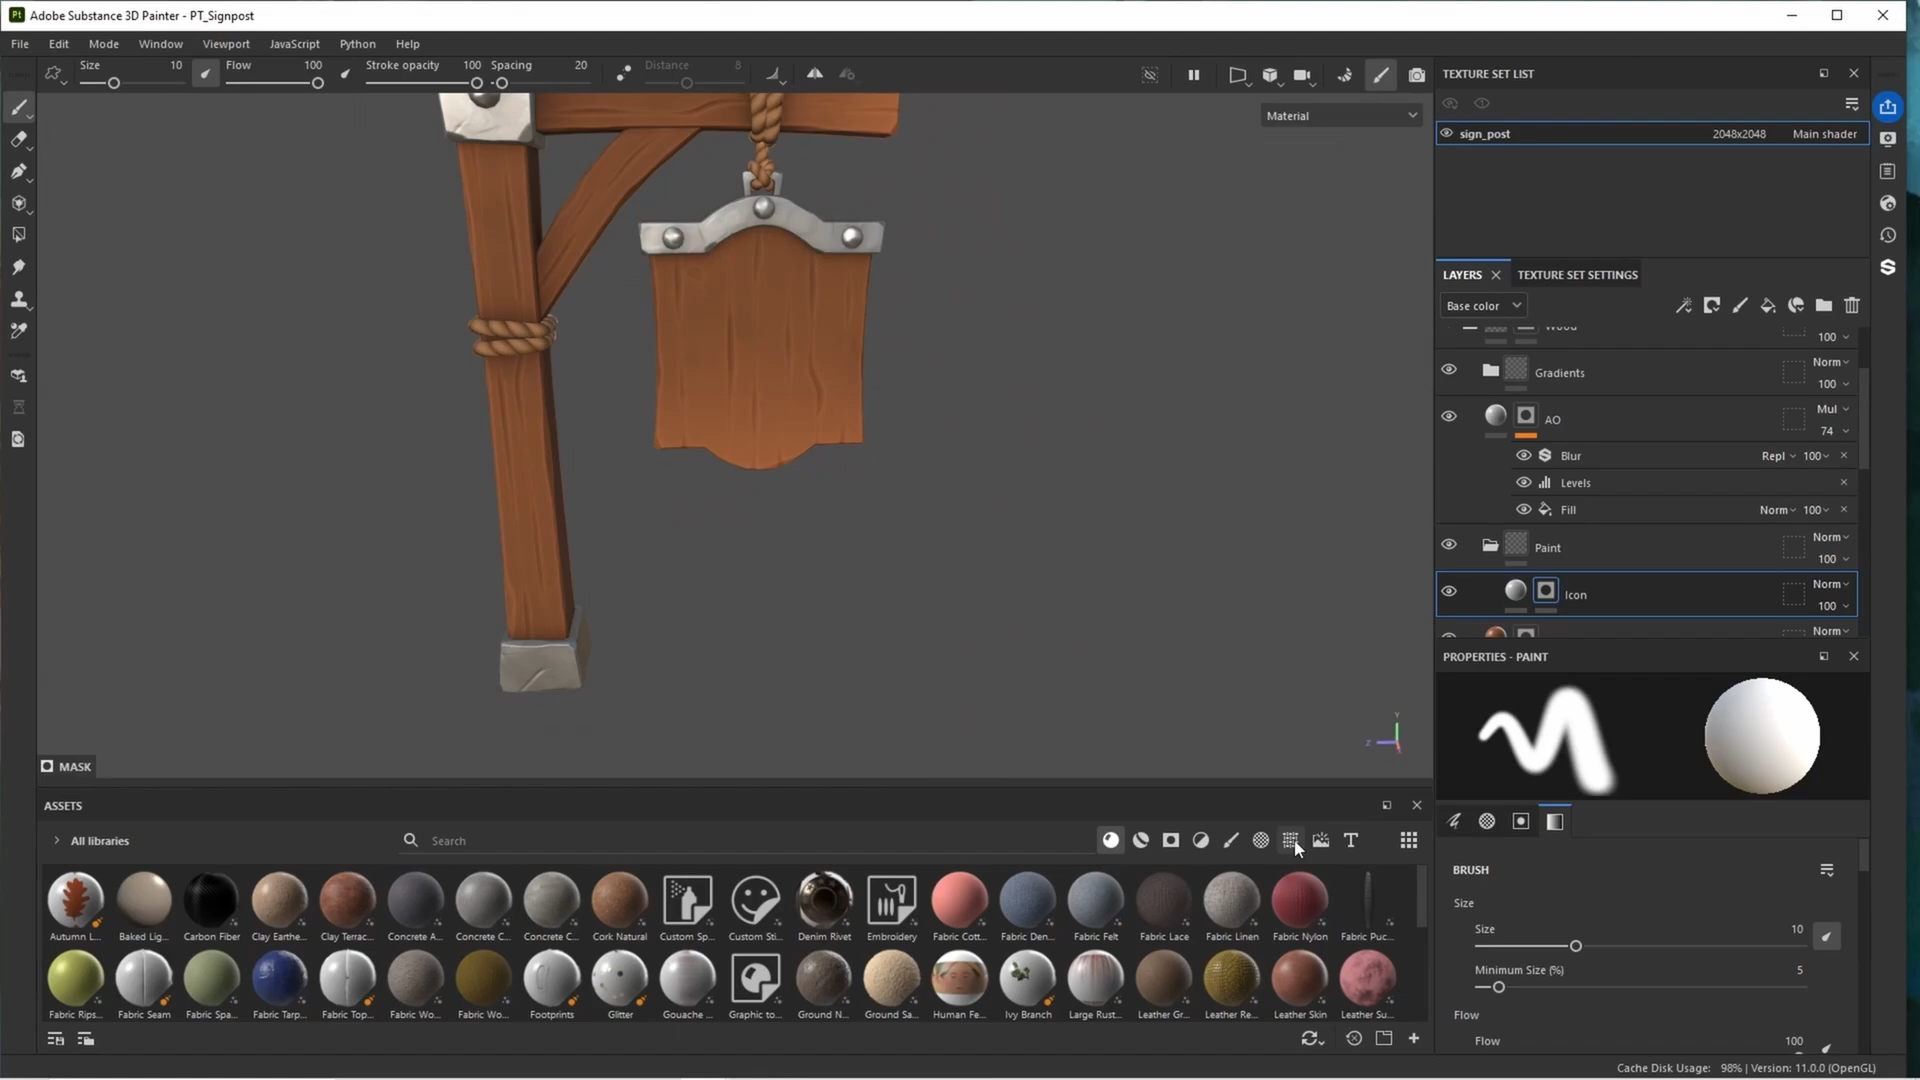 Adobe Substance 3D Painter - PT_Signpost
File Edit Mode Window Viewport JavaScript Python Help
Size 10 Flow 100 Stroke opacity 100 Spacing 20 Distance 8
Material
MASK
TEXTURE SET LIST
sign_post 2048x2048 Main shader
LAYERS TEXTURE SET SETTINGS
Base color
Wood
100
Gradients Norm
100
AO Mul
74
Blur Repl 100
Levels
Fill Norm 100
Paint Norm
100
Icon Norm
100
Norm
PROPERTIES - PAINT
BRUSH
Size
Size 10
Minimum Size (%) 5
Flow
Flow 100
ASSETS
All libraries Search
Autumn L... Baked Lig... Carbon Fiber Clay Earthe... Clay Terrac... Concrete A... Concrete C... Concrete C... Cork Natural Custom Sp... Custom Sti... Denim Rivet Embroidery Fabric Cott... Fabric Den... Fabric Felt Fabric Lace Fabric Linen Fabric Nylon Fabric Puc...
Fabric Rips... Fabric Seam Fabric Spa... Fabric Tarp... Fabric Top... Fabric Wo... Fabric Wo... Footprints Glitter Gouache ... Graphic to... Ground N... Ground Sa... Human Fe... Ivy Branch Large Rust... Leather Gr... Leather Re... Leather Skin Leather Su...
Cache Disk Usage: 98% | Version: 11.0.0 (OpenGL)